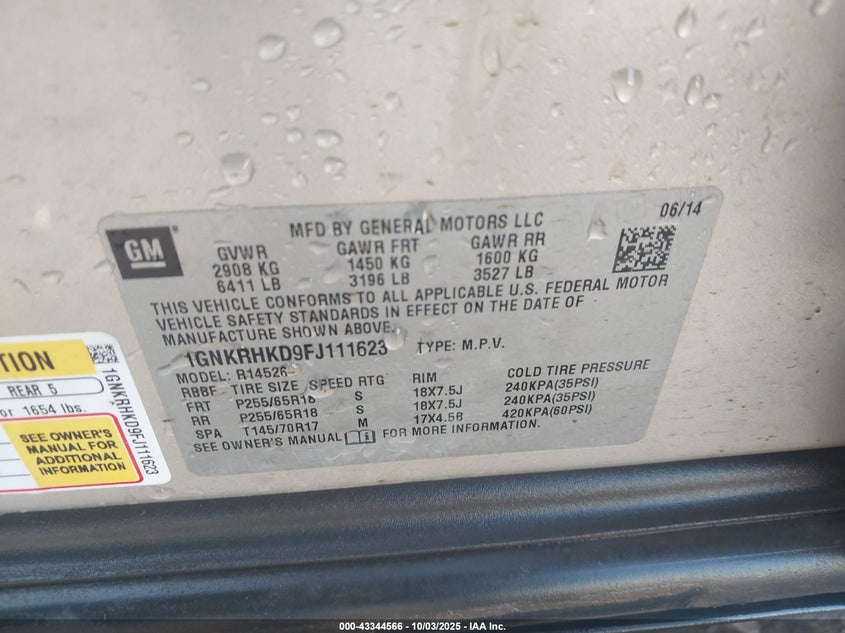 06/14
MFD BY GENERAL MOTORS LLC
GM
GVWR GAWR FRT GAWR RR
2908 KG 1450 KG 1600 KG
6411 LB 3196 LB 3527 LB
THIS VEHICLE CONFORMS TO ALL APPLICABLE U.S. FEDERAL MOTOR
VEHICLE SAFETY STANDARDS IN EFFECT ON THE DATE OF
MANUFACTURE SHOWN ABOVE.
1GNKRHKD9FJ111623 TYPE: M.P.V.
MODEL: R14526
RBBF TIRE SIZE SPEED RTG RIM COLD TIRE PRESSURE
FRT P255/65R18 S 18X7.5J 240KPA(35PSI)
RR P255/65R18 S 18X7.5J 240KPA(35PSI)
SPA T145/70R17 M 17X4.5B 420KPA(60PSI)
SEE OWNER'S MANUAL FOR MORE INFORMATION.
REAR 5
or 1654 lbs.
SEE OWNER'S
MANUAL FOR
ADDITIONAL
INFORMATION
1GNKRHKD9FJ111623
000-43344566 - 10/03/2025 - IAA Inc.